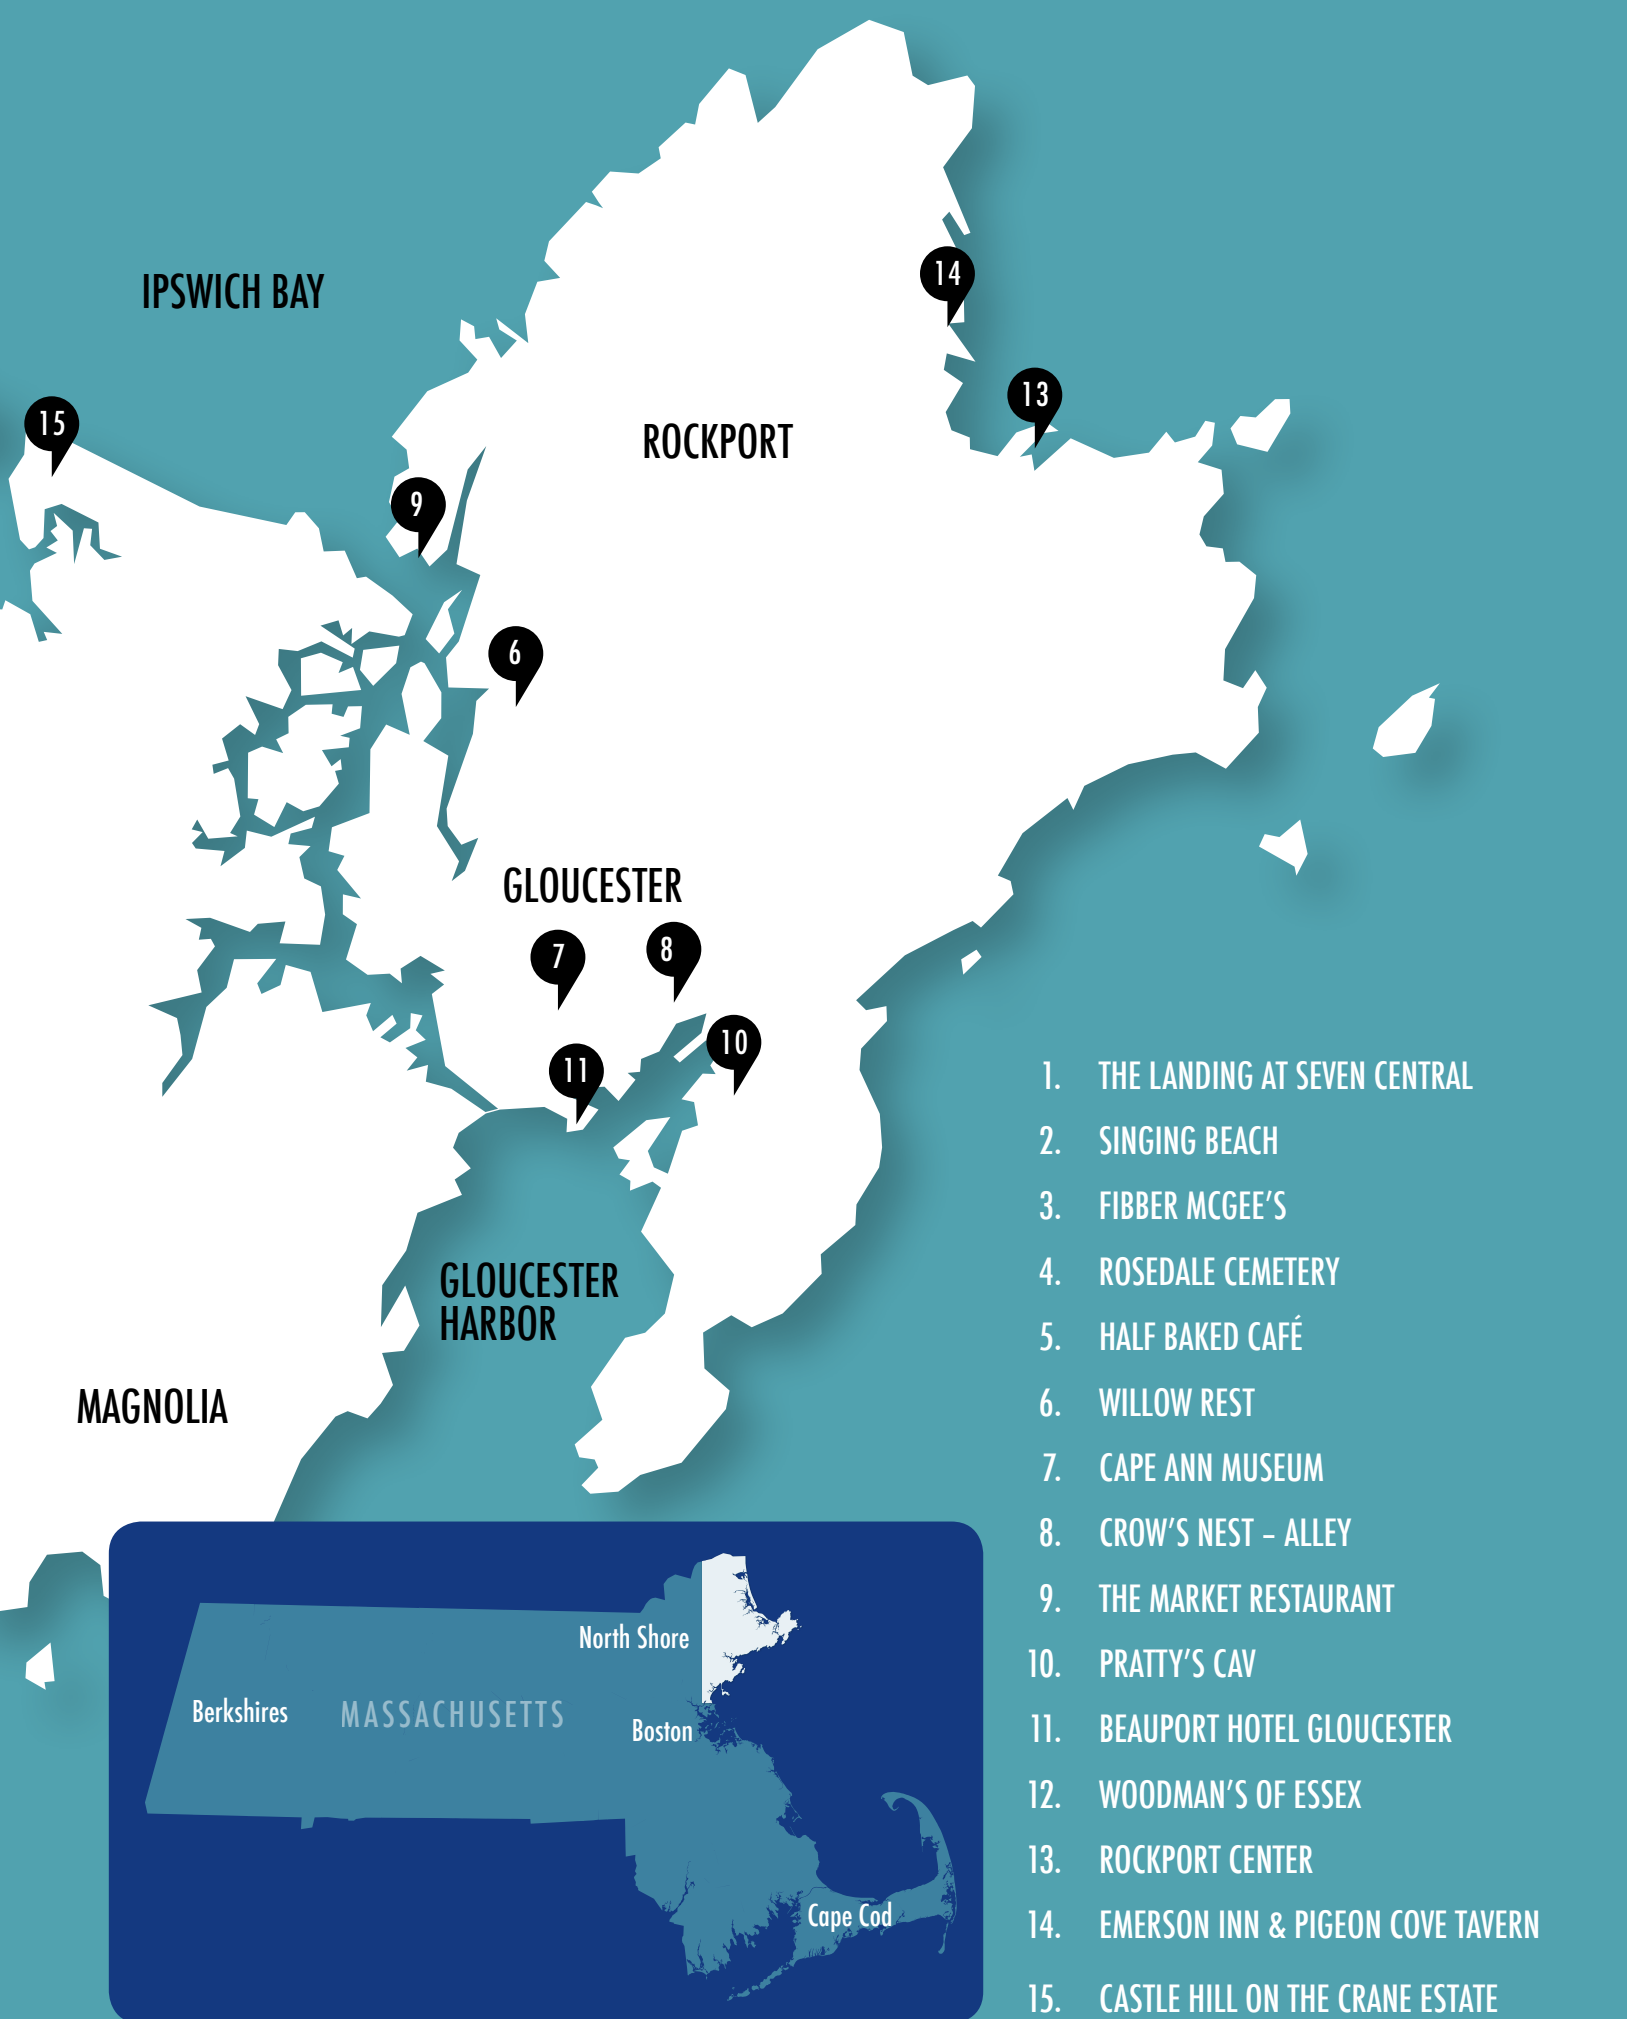 IPSWICH BAY
14
13
15
ROCKPORT
9
6
GLOUCESTER
7
8
10
11
GLOUCESTER
HARBOR
MAGNOLIA
1. THE LANDING AT SEVEN CENTRAL
2. SINGING BEACH
3. FIBBER MCGEE'S
4. ROSEDALE CEMETERY
5. HALF BAKED CAFÉ
6. WILLOW REST
7. CAPE ANN MUSEUM
8. CROW'S NEST – ALLEY
9. THE MARKET RESTAURANT
10. PRATTY'S CAV
11. BEAUPORT HOTEL GLOUCESTER
12. WOODMAN'S OF ESSEX
13. ROCKPORT CENTER
14. EMERSON INN & PIGEON COVE TAVERN
15. CASTLE HILL ON THE CRANE ESTATE
North Shore
Berkshires
MASSACHUSETTS
Boston
Cape Cod